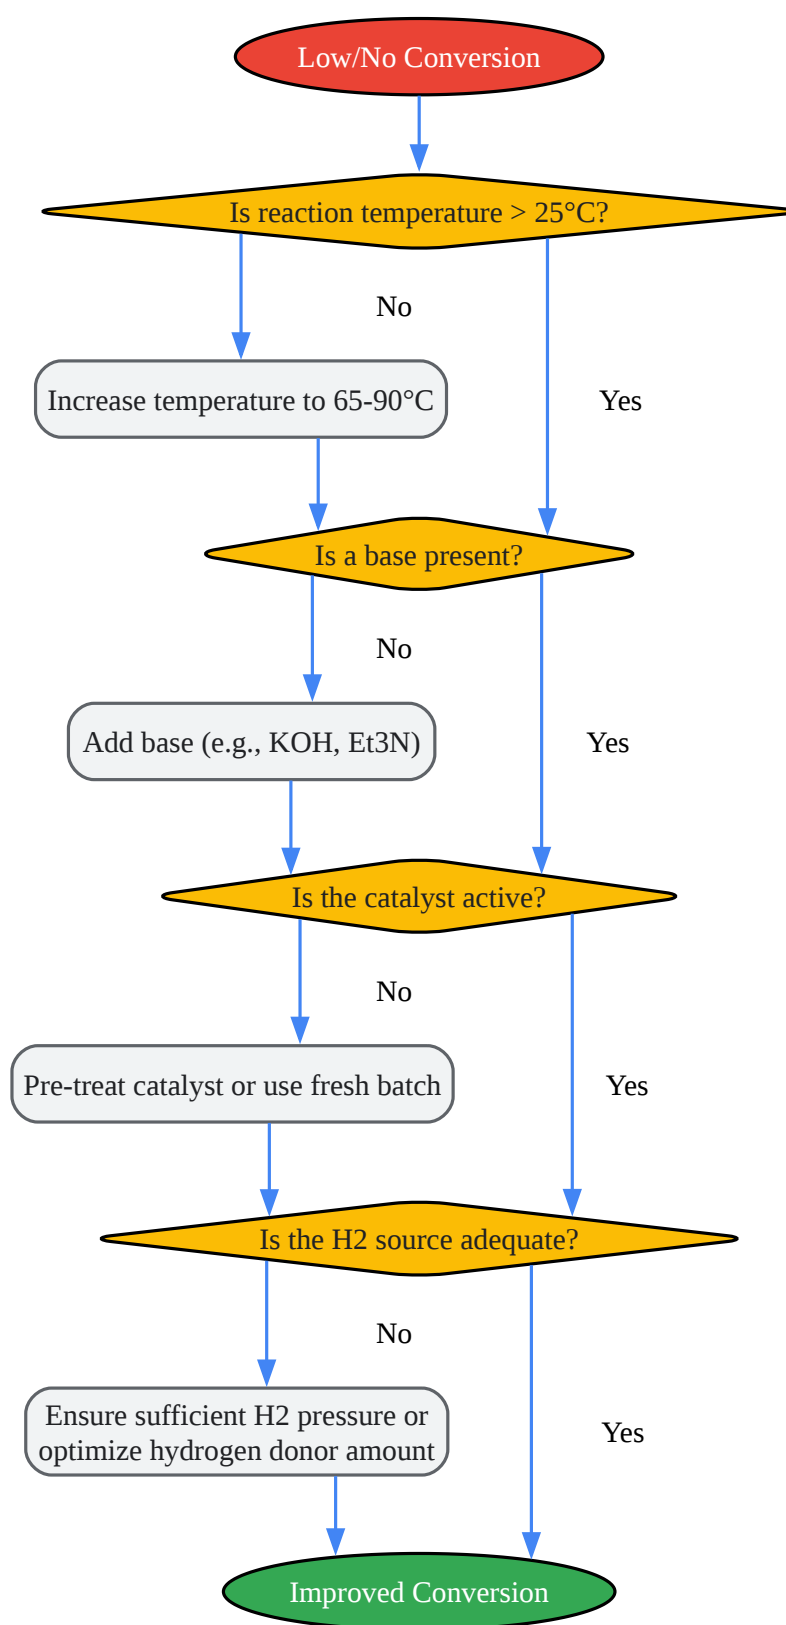 Low/No Conversion
Is reaction temperature > 25°C?
No
Increase temperature to 65-90°C
Yes
Is a base present?
No
Add base (e.g., KOH, Et3N)
Yes
Is the catalyst active?
No
Pre-treat catalyst or use fresh batch
Yes
Is the H2 source adequate?
No
Ensure sufficient H2 pressure or
optimize hydrogen donor amount
Yes
Improved Conversion